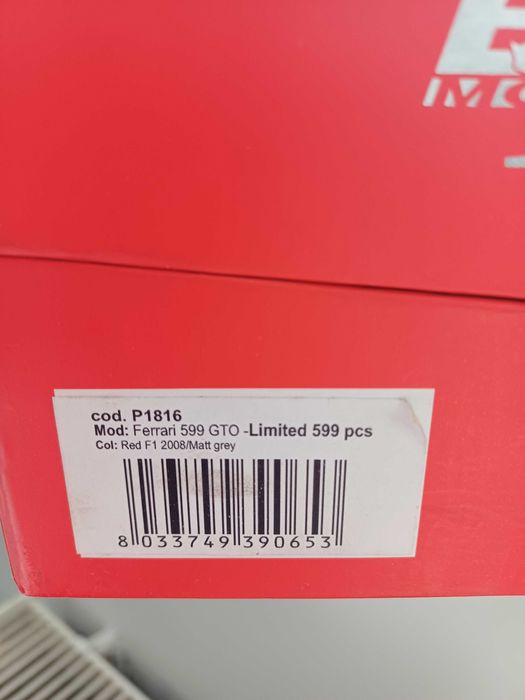 cod. P1816
Mod: Ferrari 599 GTO -Limited 599 pcs
Col: Red F1 2008/Matt grey
8 033749 390653